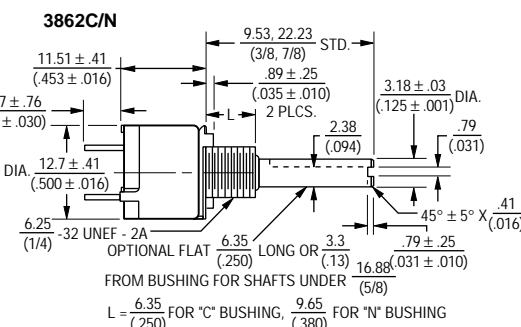 3862C/N
9.53, 22.23 STD.
(3/8, 7/8)
11.51 ± .41
(.453 ± .016)
.89 ± .25
(.035 ± .010)
2 PLCS.
3.18 ± .03 DIA.
(.125 ± .001)
7 ± .76
± .030)
L
2.38
(.094)
.79
(.031)
DIA. 12.7 ± .41
(.500 ± .016)
6.25 -32 UNEF - 2A
(1/4)
45° ± 5° X .41
(.016)
OPTIONAL FLAT 6.35 LONG OR 3.3
(.250) (.13)
.79 ± .25
(.031 ± .010)
FROM BUSHING FOR SHAFTS UNDER 16.88
(5/8)
L = 6.35 FOR "C" BUSHING, 9.65 FOR "N" BUSHING
(.250) (.380)